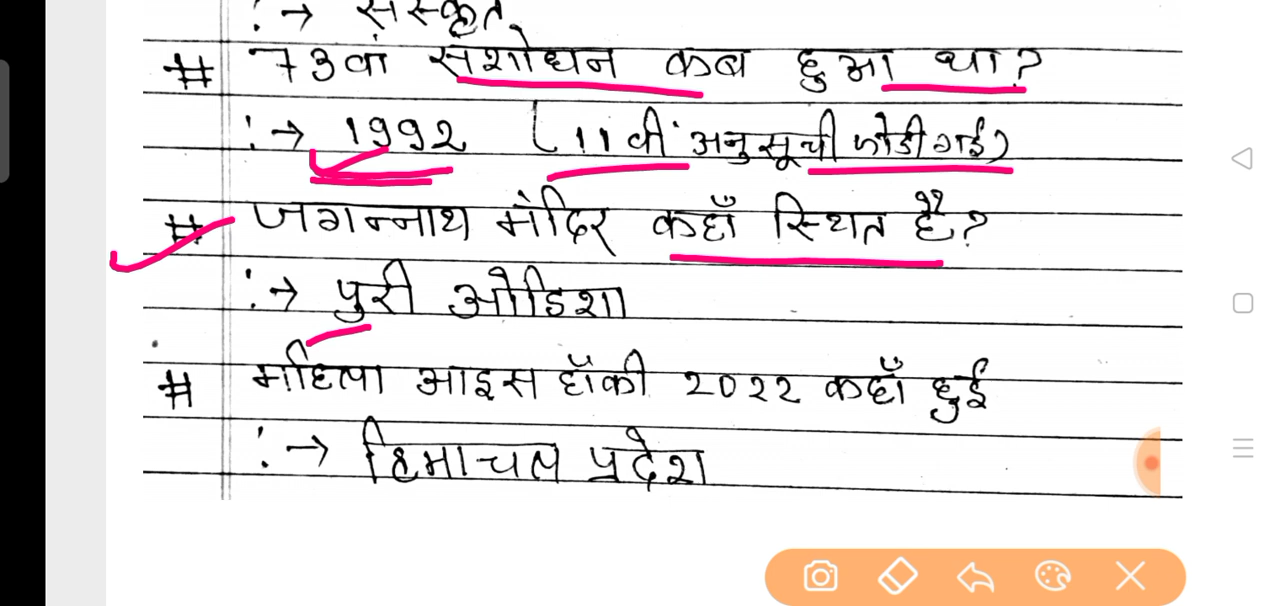 :→ संस्कृत
# 73वां संशोधन कब हुआ था?
:→ 1992 (11वीं अनुसूची जोडी गई)
# जगन्नाथ मंदिर कहाँ स्थित है?
:→ पुरी ओडिशा
# महिला आइस हॉकी 2022 कहाँ हुई
:→ हिमाचल प्रदेश